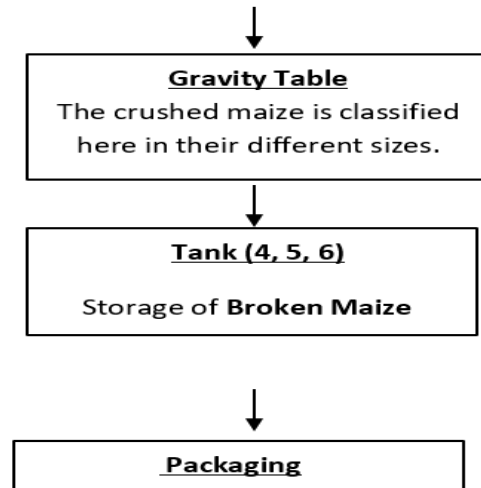 Gravity Table
The crushed maize is classified
here in their different sizes.
Tank (4, 5, 6)
Storage of Broken Maize
Packaging